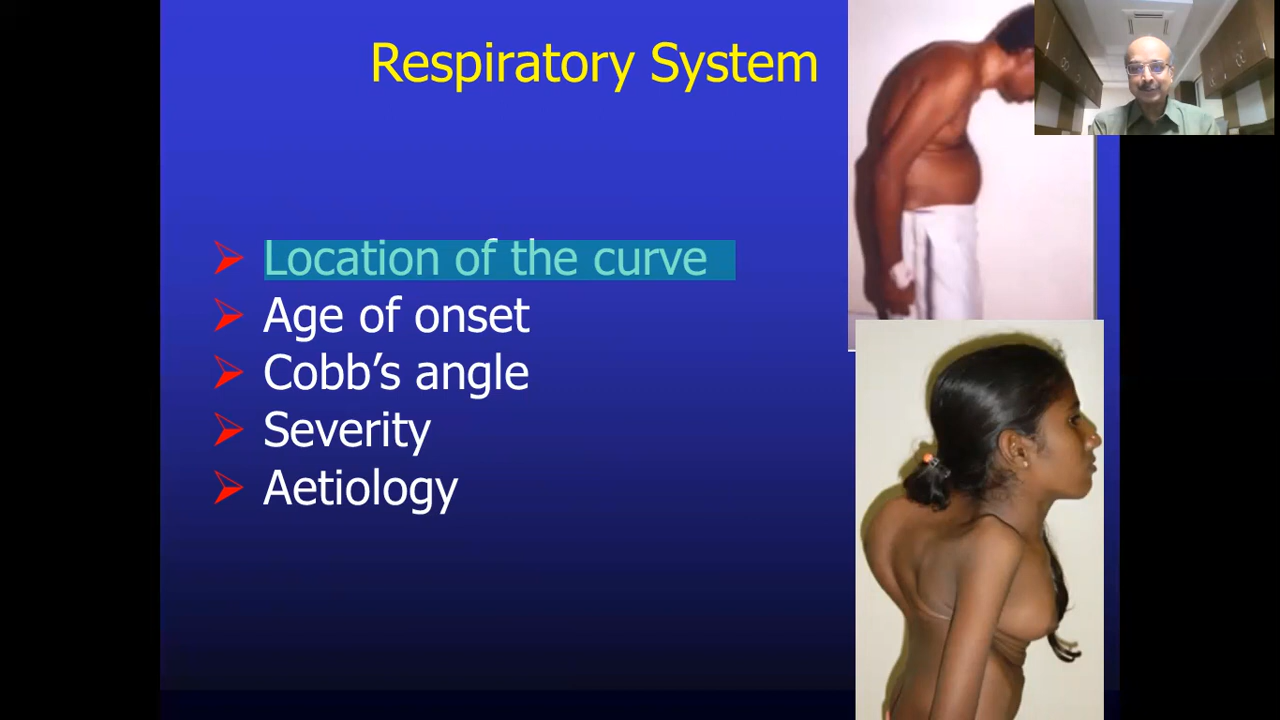 Respiratory System
Location of the curve
Age of onset
Cobb’s angle
Severity
Aetiology